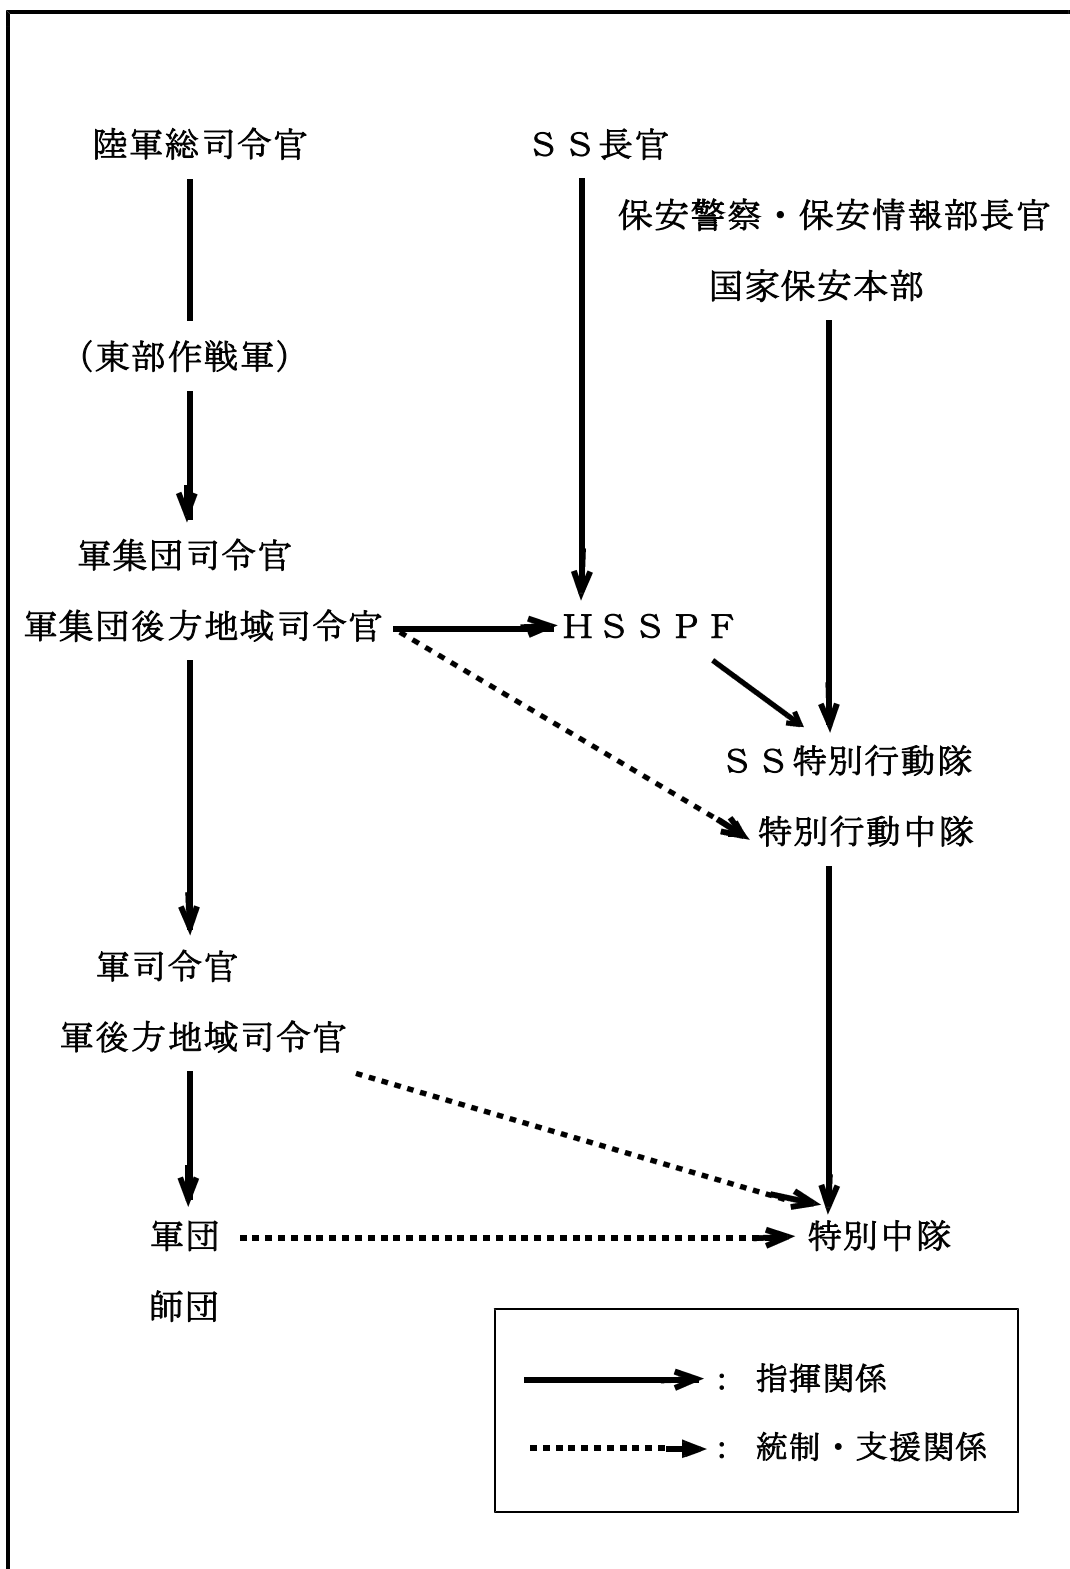 陸軍総司令官
ＳＳ長官
保安警察・保安情報部長官
国家保安本部
（東部作戦軍）
軍集団司令官
軍集団後方地域司令官
ＨＳＳＰＦ
ＳＳ特別行動隊
特別行動中隊
軍司令官
軍後方地域司令官
軍団
特別中隊
師団
： 指揮関係
： 統制・支援関係